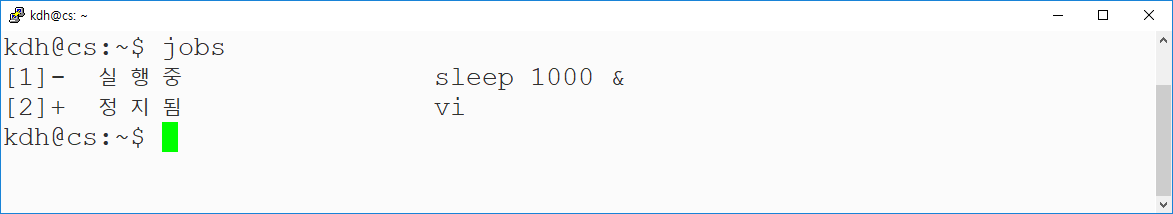 kdh@cs: ~
kdh@cs:~$ jobs
[1]-  실행중                sleep 1000 &
[2]+  정지됨                vi
kdh@cs:~$